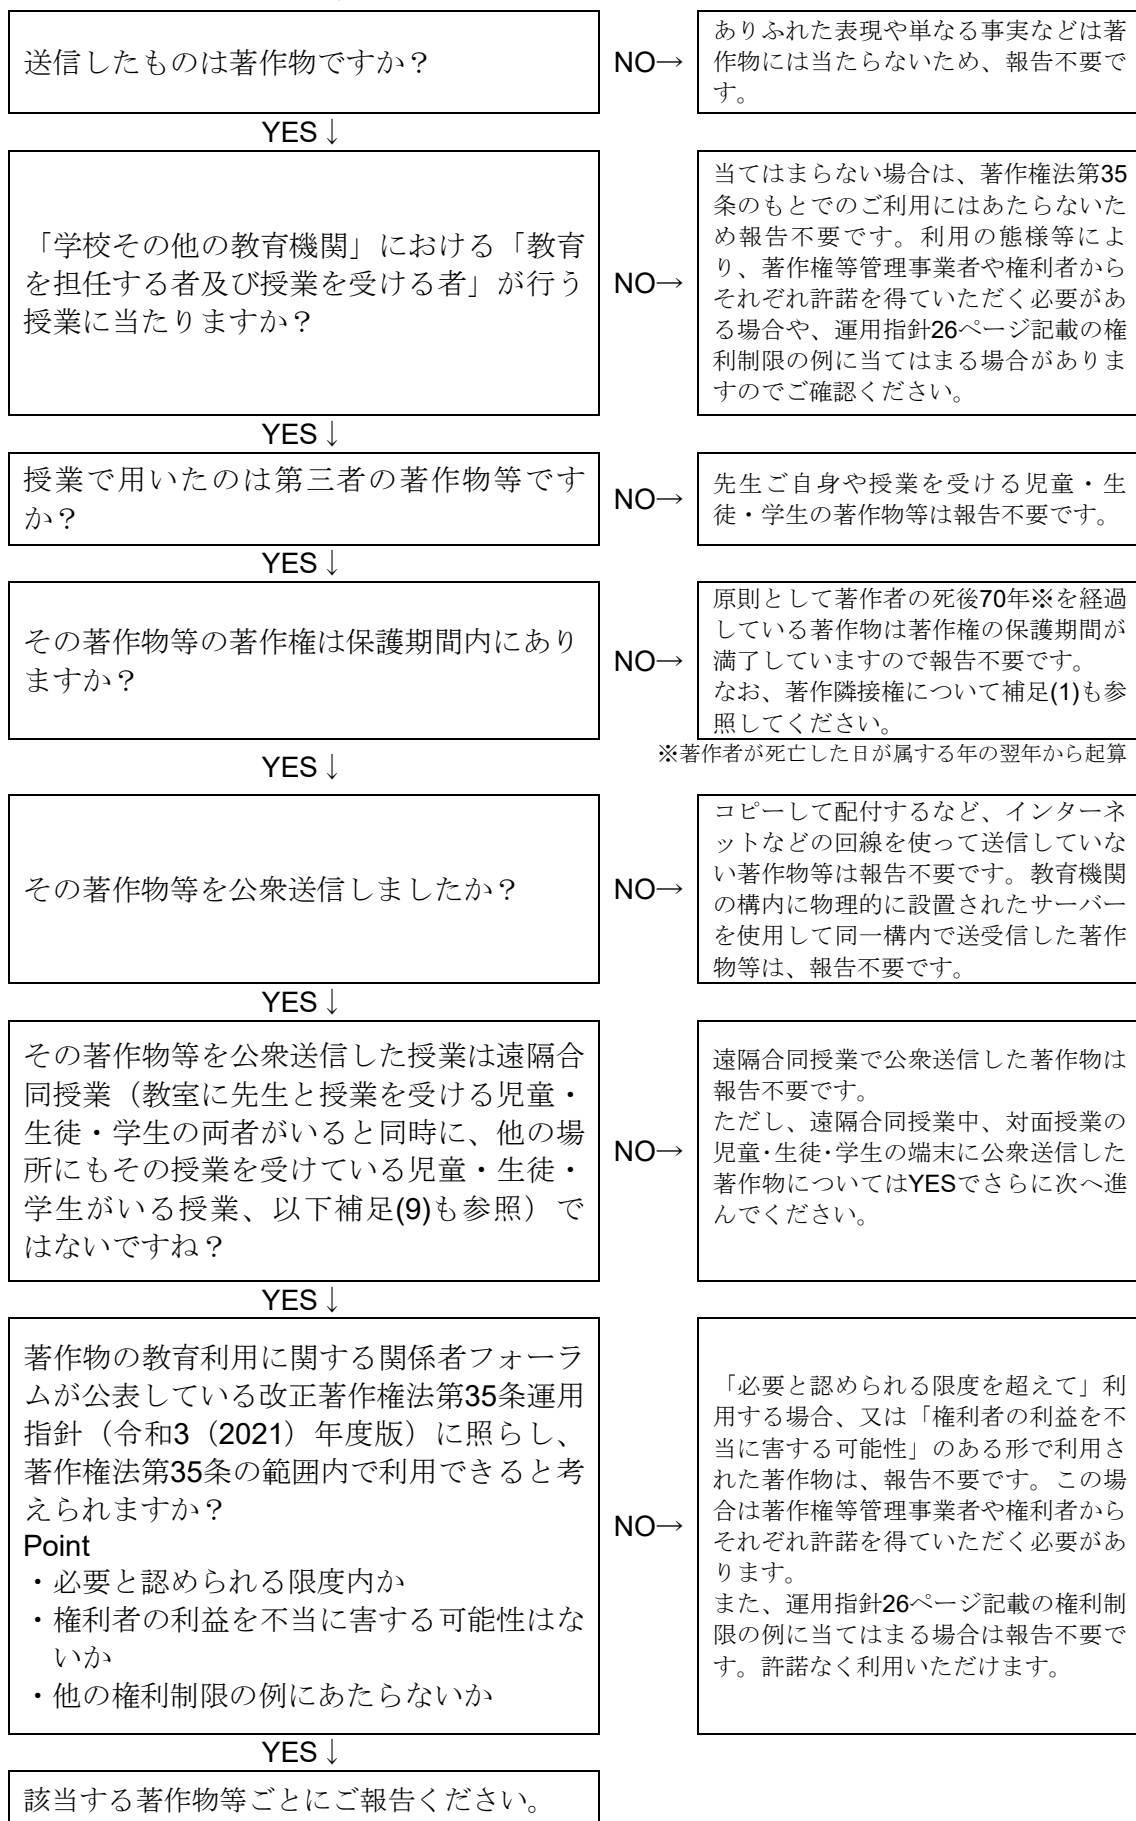 送信したものは著作物ですか？
NO→
ありふれた表現や単なる事実などは著
作物には当たらないため、報告不要で
す。
YES↓
「学校その他の教育機関」における「教育
を担任する者及び授業を受ける者」が行う
授業に当たりますか？
NO→
当てはまらない場合は、著作権法第35
条のもとでのご利用にはあたらないた
め報告不要です。利用の態様等によ
り、著作権等管理事業者や権利者から
それぞれ許諾を得ていただく必要があ
る場合や、運用指針26ページ記載の権
利制限の例に当てはまる場合がありま
すのでご確認ください。
YES↓
授業で用いたのは第三者の著作物等です
か？
NO→
先生ご自身や授業を受ける児童・生
徒・学生の著作物等は報告不要です。
YES↓
その著作物等の著作権は保護期間内にあり
ますか？
NO→
原則として著作者の死後70年※を経過
している著作物は著作権の保護期間が
満了していますので報告不要です。
なお、著作隣接権について補足(1)も参
照してください。
※著作者が死亡した日が属する年の翌年から起算
YES↓
その著作物等を公衆送信しましたか？
NO→
コピーして配付するなど、インターネ
ットなどの回線を使って送信していな
い著作物等は報告不要です。教育機関
の構内に物理的に設置されたサーバー
を使用して同一構内で送受信した著作
物等は、報告不要です。
YES↓
その著作物等を公衆送信した授業は遠隔合
同授業（教室に先生と授業を受ける児童・
生徒・学生の両者がいると同時に、他の場
所にもその授業を受けている児童・生徒・
学生がいる授業、以下補足(9)も参照）で
はないですね？
NO→
遠隔合同授業で公衆送信した著作物は
報告不要です。
ただし、遠隔合同授業中、対面授業の
児童・生徒・学生の端末に公衆送信した
著作物についてはYESでさらに次へ進
んでください。
YES↓
著作物の教育利用に関する関係者フォーラ
ムが公表している改正著作権法第35条運用
指針（令和3（2021）年度版）に照らし、
著作権法第35条の範囲内で利用できると考
えられますか？
Point
・必要と認められる限度内か
・権利者の利益を不当に害する可能性はな
いか
・他の権利制限の例にあたらないか
NO→
「必要と認められる限度を超えて」利
用する場合、又は「権利者の利益を不
当に害する可能性」のある形で利用さ
れた著作物は、報告不要です。この場
合は著作権等管理事業者や権利者から
それぞれ許諾を得ていただく必要があ
ります。
また、運用指針26ページ記載の権利制
限の例に当てはまる場合は報告不要で
す。許諾なく利用いただけます。
YES↓
該当する著作物等ごとにご報告ください。